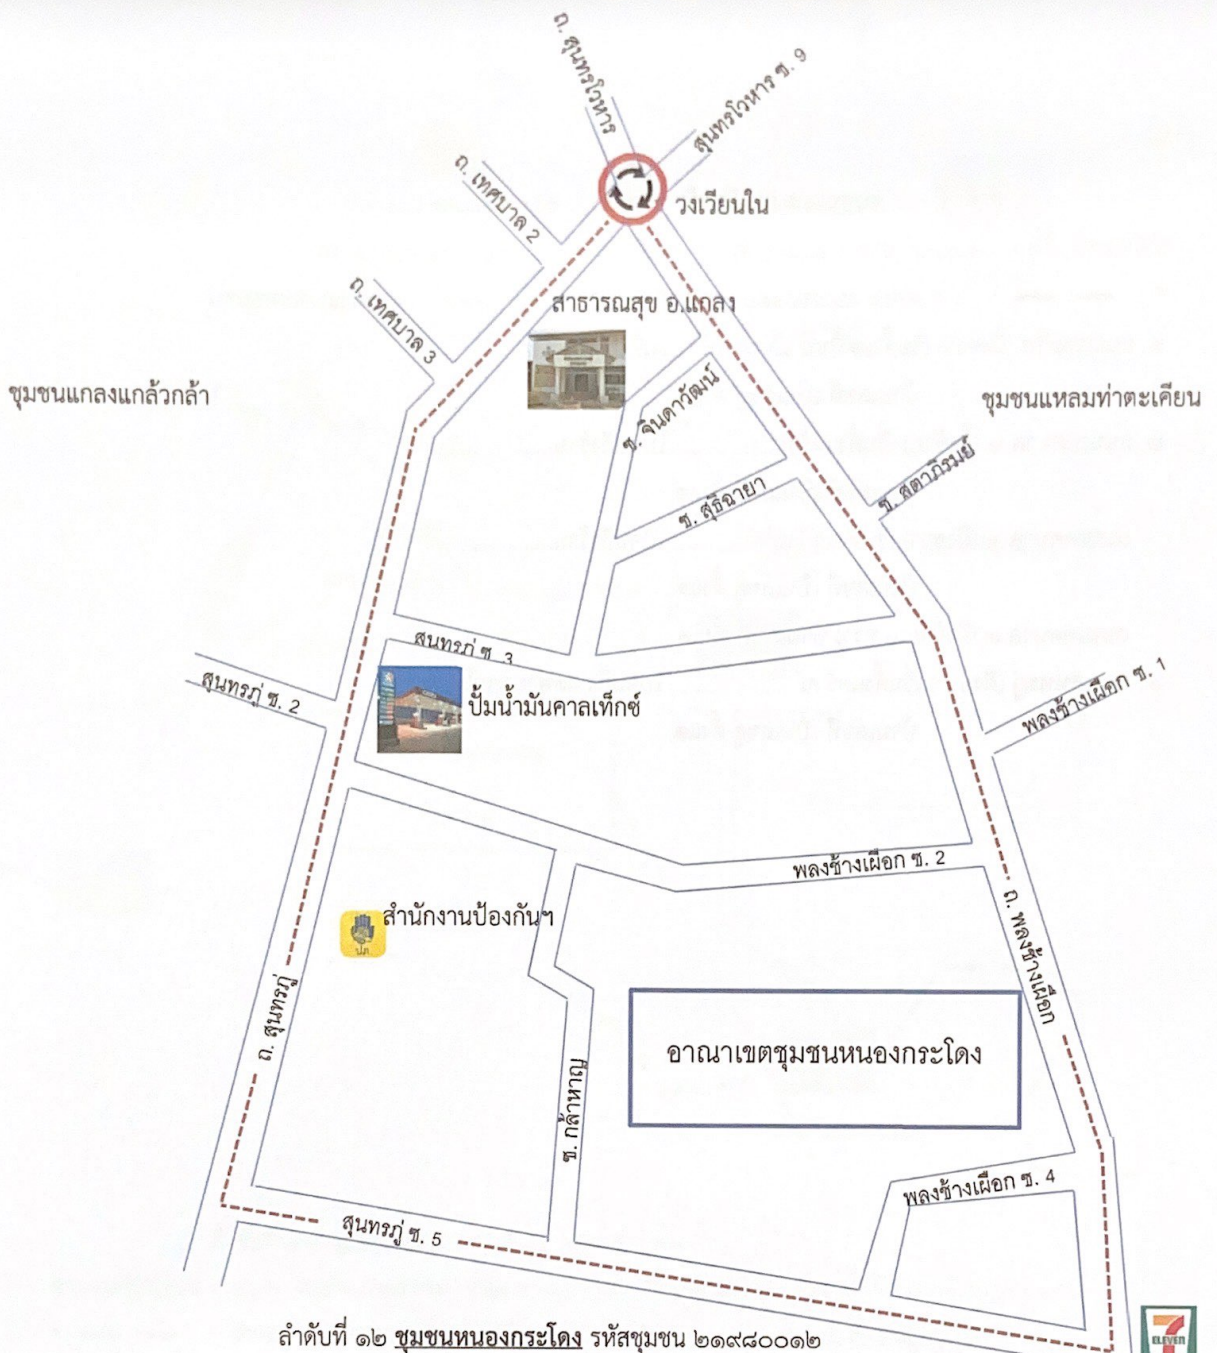 ถ. สุนทรโวหาร
สุนทรโวหาร ซ. 9
ถ. เทศบาล 2
วงเวียนใน
ถ. เทศบาล 3
สาธารณสุข อ.แกลง
ชุมชนแกลงแกล้วกล้า
ซ. จินดาวัฒน์
ชุมชนแหลมท่าตะเคียน
ซ. สุธิฉายา
ซ. สตาภิรมย์
สุนทรภู่ ซ. 3
สุนทรภู่ ซ. 2
ปั้มน้ำมันคาลเท็กซ์
พลงช้างเผือก ซ. 1
พลงช้างเผือก ซ. 2
สำนักงานป้องกันฯ
ปภ.
ถ. พลงช้างเผือก
ถ. สุนทรภู่
อาณาเขตชุมชนหนองกระโดง
ซ. กล้าหาญ
พลงช้างเผือก ซ. 4
สุนทรภู่ ซ. 5
ลำดับที่ ๑๒ ชุมชนหนองกระโดง รหัสชุมชน ๒๑๙๘๐๐๑๒
7 ELEVEN